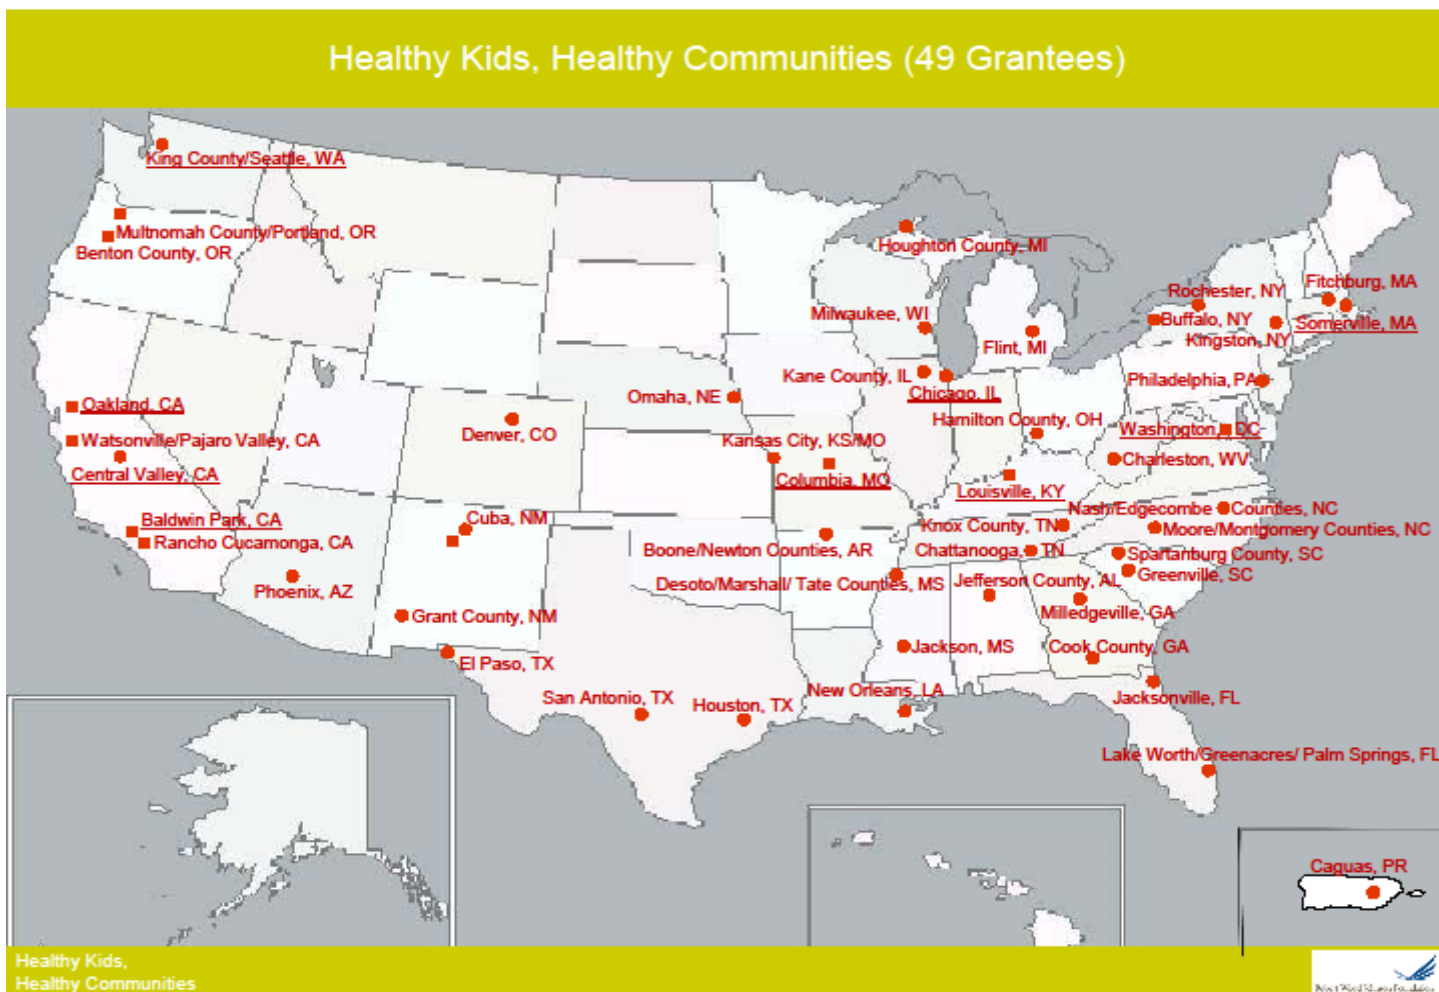 Healthy Kids, Healthy Communities (49 Grantees)
King County/Seattle, WA
Multnomah County/Portland, OR
Benton County, OR
Houghton County, MI
Fitchburg, MA
Rochester, NY
Milwaukee, WI
Buffalo, NY
Somerville, MA
Kingston, NY
Flint, MI
Kane County, IL
Philadelphia, PA
Chicago, IL
Omaha, NE
Oakland, CA
Hamilton County, OH
Denver, CO
Washington, DC
Watsonville/Pajaro Valley, CA
Kansas City, KS/MO
Charleston, WV
Central Valley, CA
Columbia, MO
Louisville, KY
Nash/Edgecombe Counties, NC
Baldwin Park, CA
Cuba, NM
Knox County, TN
Moore/Montgomery Counties, NC
Rancho Cucamonga, CA
Boone/Newton Counties, AR
Chattanooga, TN
Spartanburg County, SC
Phoenix, AZ
Desoto/Marshall/ Tate Counties, MS
Jefferson County, AL
Greenville, SC
Grant County, NM
Milledgeville, GA
Jackson, MS
Cook County, GA
El Paso, TX
San Antonio, TX
Houston, TX
New Orleans, LA
Jacksonville, FL
Lake Worth/Greenacres/ Palm Springs, FL
Caguas, PR
Healthy Kids,
Healthy Communities
Robert Wood Johnson Foundation